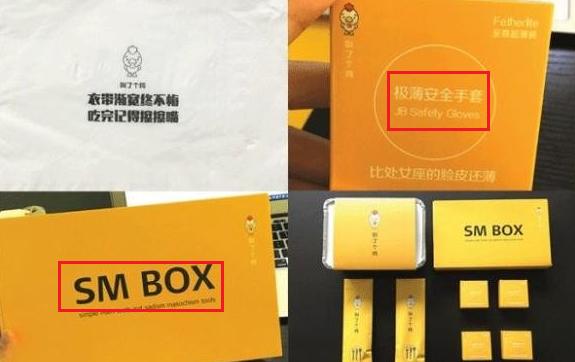 叫了个鸡
衣带渐宽终不悔
吃完记得擦擦嘴
叫了个鸡
Fetherlite
至尊超薄装
极薄安全手套
JB Safety Gloves
比处女座的脸皮还薄
SM BOX
simple and sadism masochism tools
叫了个鸡
SM BOX